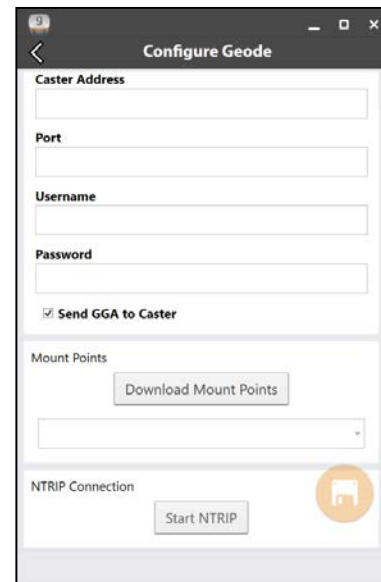 Configure Geode
Caster Address
Port
Username
Password
Send GGA to Caster
Mount Points
Download Mount Points
NTRIP Connection
Start NTRIP